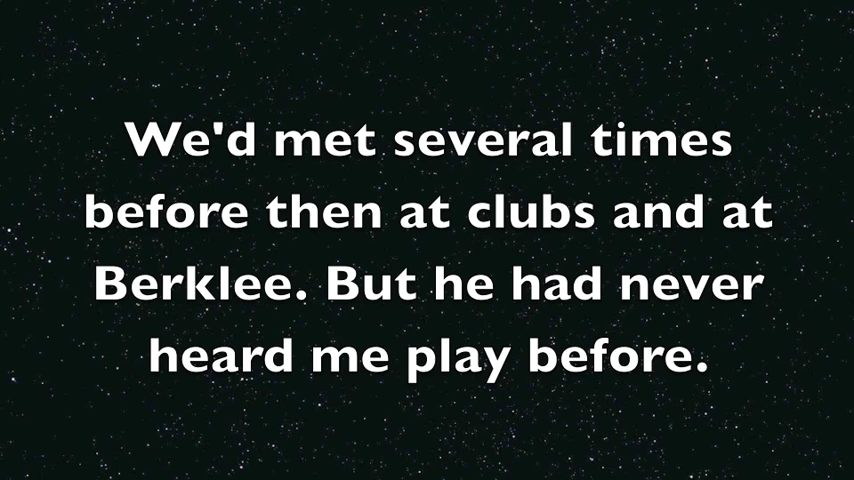 We'd met several times
before then at clubs and at
Berklee. But he had never
heard me play before.